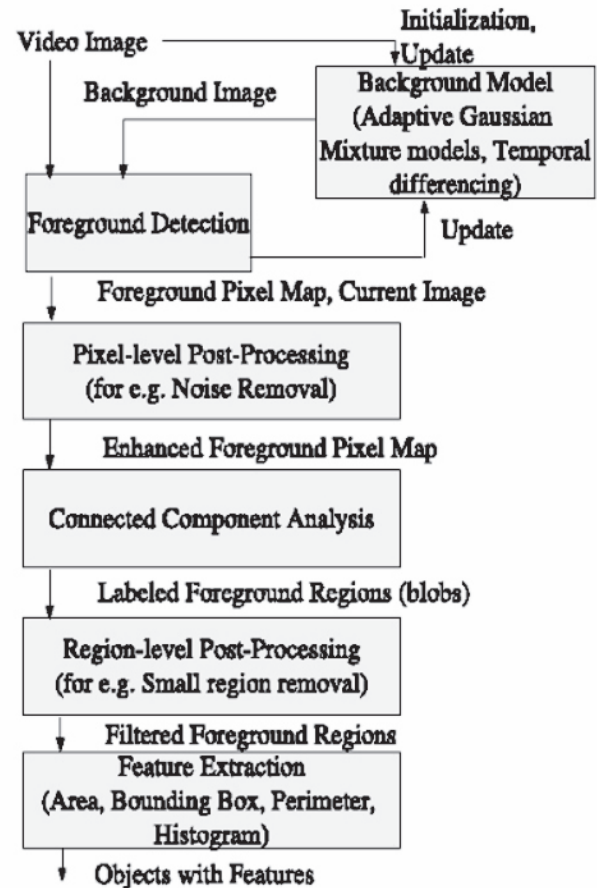 Initialization,
Video Image
Update
Background Image
Background Model
(Adaptive Gaussian
Mixture models, Temporal
differencing)
Foreground Detection
Update
Foreground Pixel Map, Current Image
Pixel-level Post-Processing
(for e.g. Noise Removal)
Enhanced Foreground Pixel Map
Connected Component Analysis
Labeled Foreground Regions (blobs)
Region-level Post-Processing
(for e.g. Small region removal)
Filtered Foreground Regions
Feature Extraction
(Area, Bounding Box, Perimeter,
Histogram)
Objects with Features